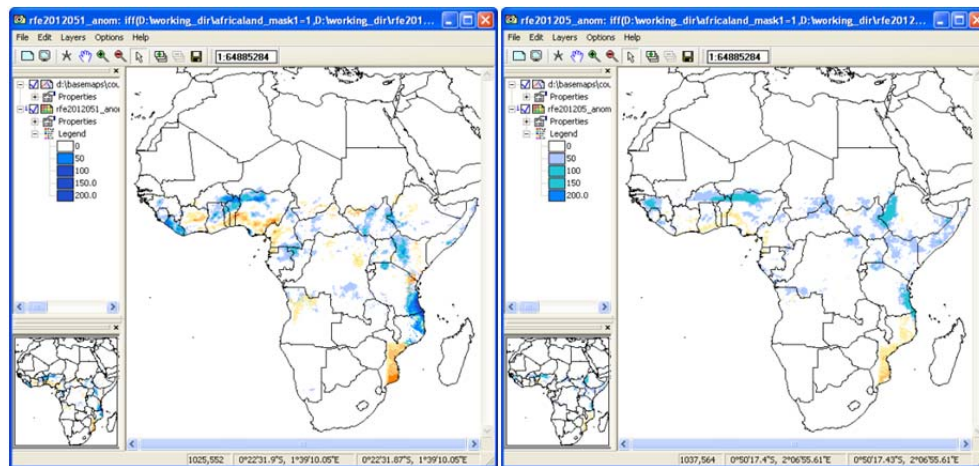 rfe2012051_anom: iff(D:\working_dir\africaland_mask1-1,D:\working_dir\rfe201...
File Edit Layers Options Help
1:64885284
d:\basemaps\cou
Properties
rfe2012051_anom
Properties
Legend
0
50
100
150.0
200.0
1025,552 0°22'31.9"S, 1°39'10.05"E 0°22'31.87"S, 1°39'10.05"E
rfe201205_anom: iff(D:\working_dir\africaland_mask1-1,D:\working_dir\rfe2012...
File Edit Layers Options Help
1:64885284
d:\basemaps\cou
Properties
rfe201205_anom
Properties
Legend
0
50
100
150
200.0
1037,564 0°50'17.4"S, 2°06'55.61"E 0°50'17.43"S, 2°06'55.61"E